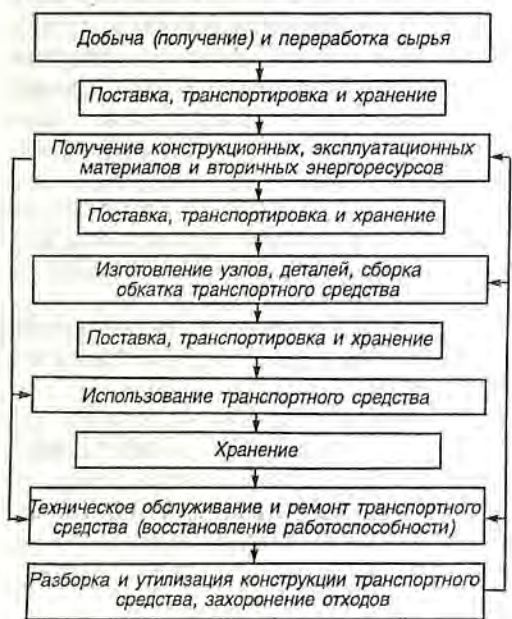 Добыча (получение) и переработка сырья
Поставка, транспортировка и хранение
Получение конструкционных, эксплуатационных
материалов и вторичных энергоресурсов
Поставка, транспортировка и хранение
Изготовление узлов, деталей, сборка
обкатка транспортного средства
Поставка, транспортировка и хранение
Использование транспортного средства
Хранение
Техническое обслуживание и ремонт транспортного
средства (восстановление работоспособности)
Разборка и утилизация конструкции транспортного
средства, захоронение отходов